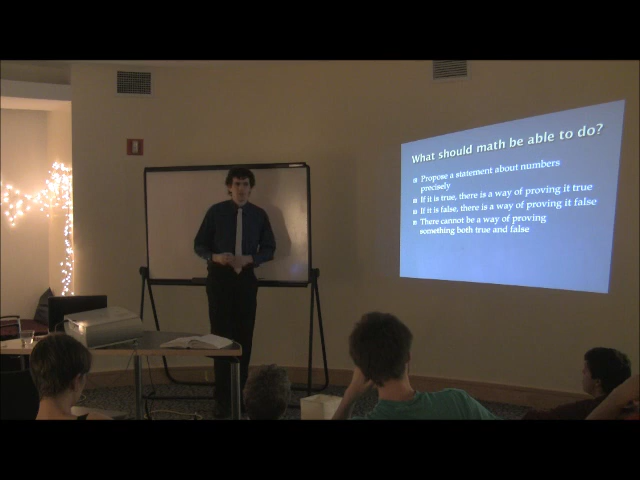 What should math be able to do?
Propose a statement about numbers
precisely
If it is true, there is a way of proving it true
If it is false, there is a way of proving it false
There cannot be a way of proving
something both true and false